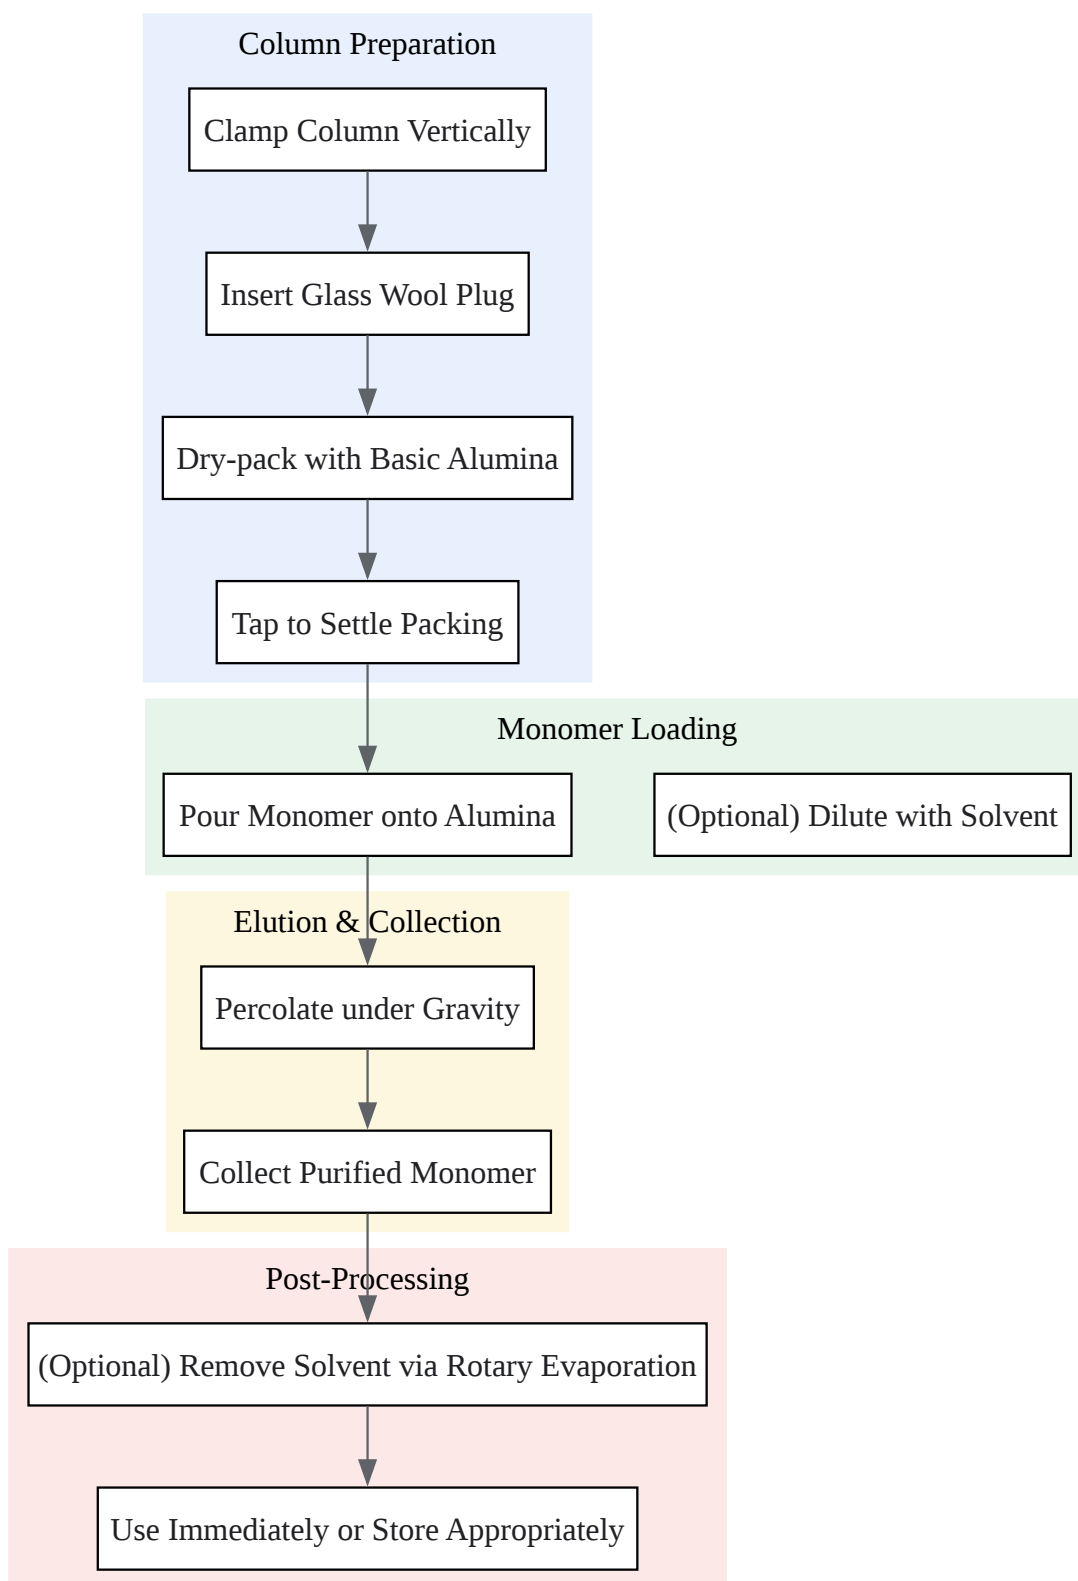 Column Preparation
Clamp Column Vertically
Insert Glass Wool Plug
Dry-pack with Basic Alumina
Tap to Settle Packing
Monomer Loading
Pour Monomer onto Alumina
(Optional) Dilute with Solvent
Elution & Collection
Percolate under Gravity
Collect Purified Monomer
Post-Processing
(Optional) Remove Solvent via Rotary Evaporation
Use Immediately or Store Appropriately